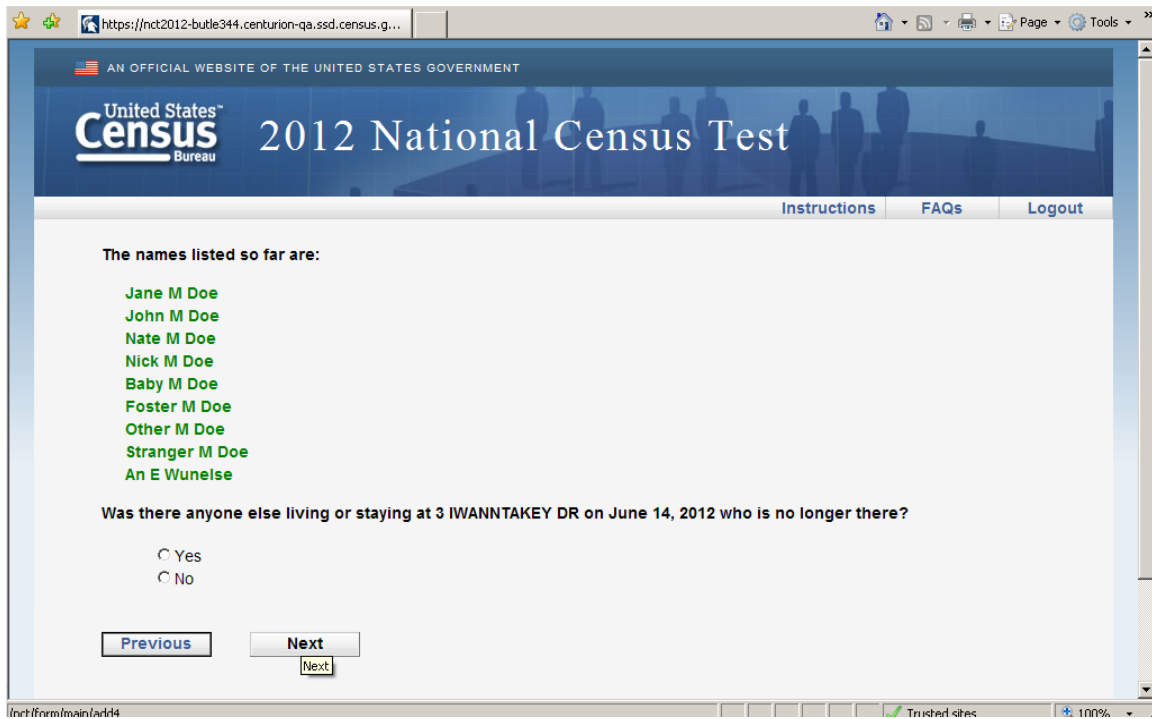 https://nct2012-butle344.centurion-qa.ssd.census.g...
Page
Tools
»
AN OFFICIAL WEBSITE OF THE UNITED STATES GOVERNMENT
United States™
Census
Bureau
2012 National Census Test
Instructions FAQs Logout
The names listed so far are:
Jane M Doe
John M Doe
Nate M Doe
Nick M Doe
Baby M Doe
Foster M Doe
Other M Doe
Stranger M Doe
An E Wunelse
Was there anyone else living or staying at 3 IWANNTAKEY DR on June 14, 2012 who is no longer there?
Yes
No
Previous Next
Next
/nct/form/main/add4 Trusted sites 100%